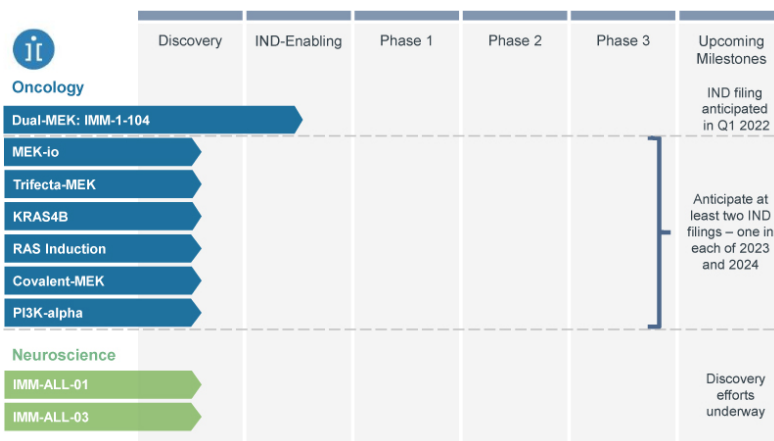 Discovery
IND-Enabling
Phase 1
Phase 2
Phase 3
Upcoming
Milestones
Oncology
Dual-MEK: IMM-1-104
IND filing
anticipated
in Q1 2022
MEK-io
Trifecta-MEK
KRAS4B
RAS Induction
Covalent-MEK
PI3K-alpha
Anticipate at
least two IND
filings – one in
each of 2023
and 2024
Neuroscience
IMM-ALL-01
IMM-ALL-03
Discovery
efforts
underway